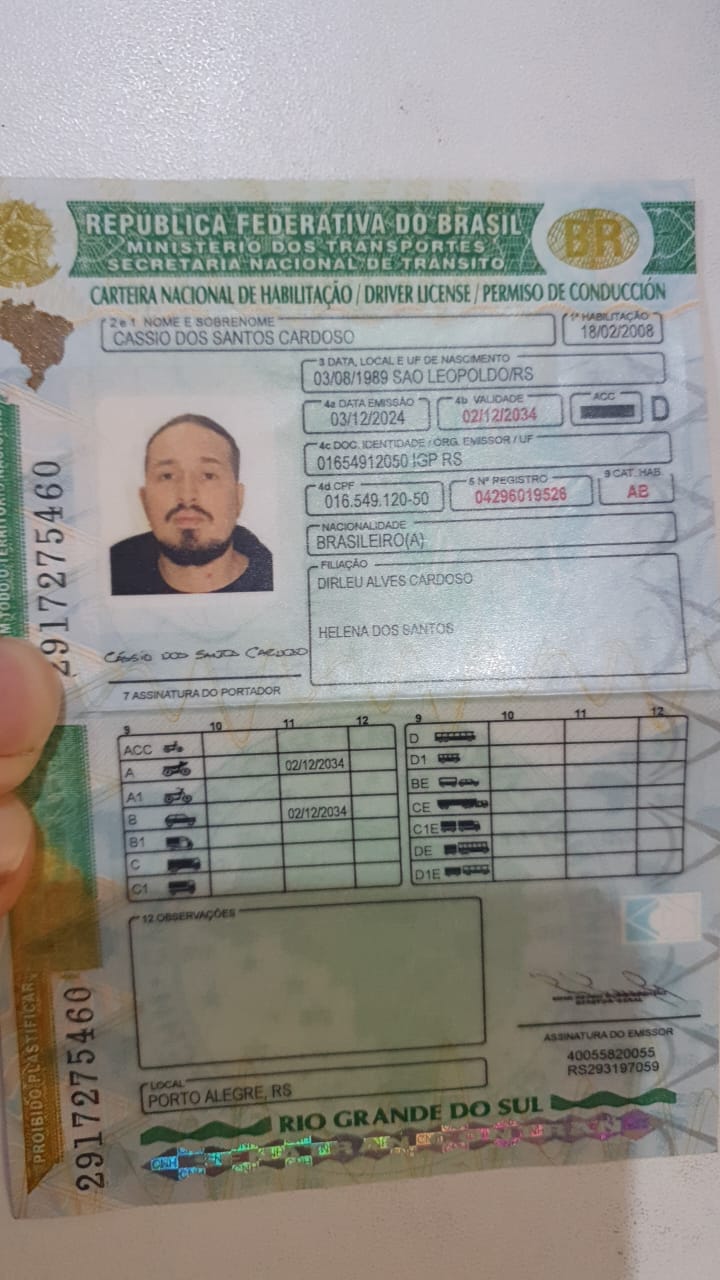 REPÚBLICA FEDERATIVA DO BRASIL
MINISTERIO DOS TRANSPORTES
SECRETARIA NACIONAL DE TRÂNSITO
BR
CARTEIRA NACIONAL DE HABILITAÇÃO / DRIVER LICENSE / PERMISO DE CONDUCCIÓN
2 e 1 NOME E SOBRENOME
CASSIO DOS SANTOS CARDOSO
1ª HABILITAÇÃO
18/02/2008
3 DATA, LOCAL E UF DE NASCIMENTO
03/08/1989 SAO LEOPOLDO/RS
4a DATA EMISSÃO
03/12/2024
4b VALIDADE
02/12/2034
ACC
D
4c DOC. IDENTIDADE / ÓRG. EMISSOR / UF
01654912050 IGP RS
4d CPF
016.549.120-50
5 Nº REGISTRO
04296019526
9 CAT. HAB.
AB
NACIONALIDADE
BRASILEIRO(A)
FILIAÇÃO
DIRLEU ALVES CARDOSO
HELENA DOS SANTOS
CASSIO DOS SANTOS CARDOSO
7 ASSINATURA DO PORTADOR
2917275460
9 10 11 12
ACC
A 02/12/2034
A1
B 02/12/2034
B1
C
C1
9 10 11 12
D
D1
BE
CE
C1E
DE
D1E
12 OBSERVAÇÕES
ASSINATURA DO EMISSOR
40055820055
RS293197059
LOCAL
PORTO ALEGRE, RS
RIO GRANDE DO SUL
PROIBIDO PLASTIFICAR
2917275460